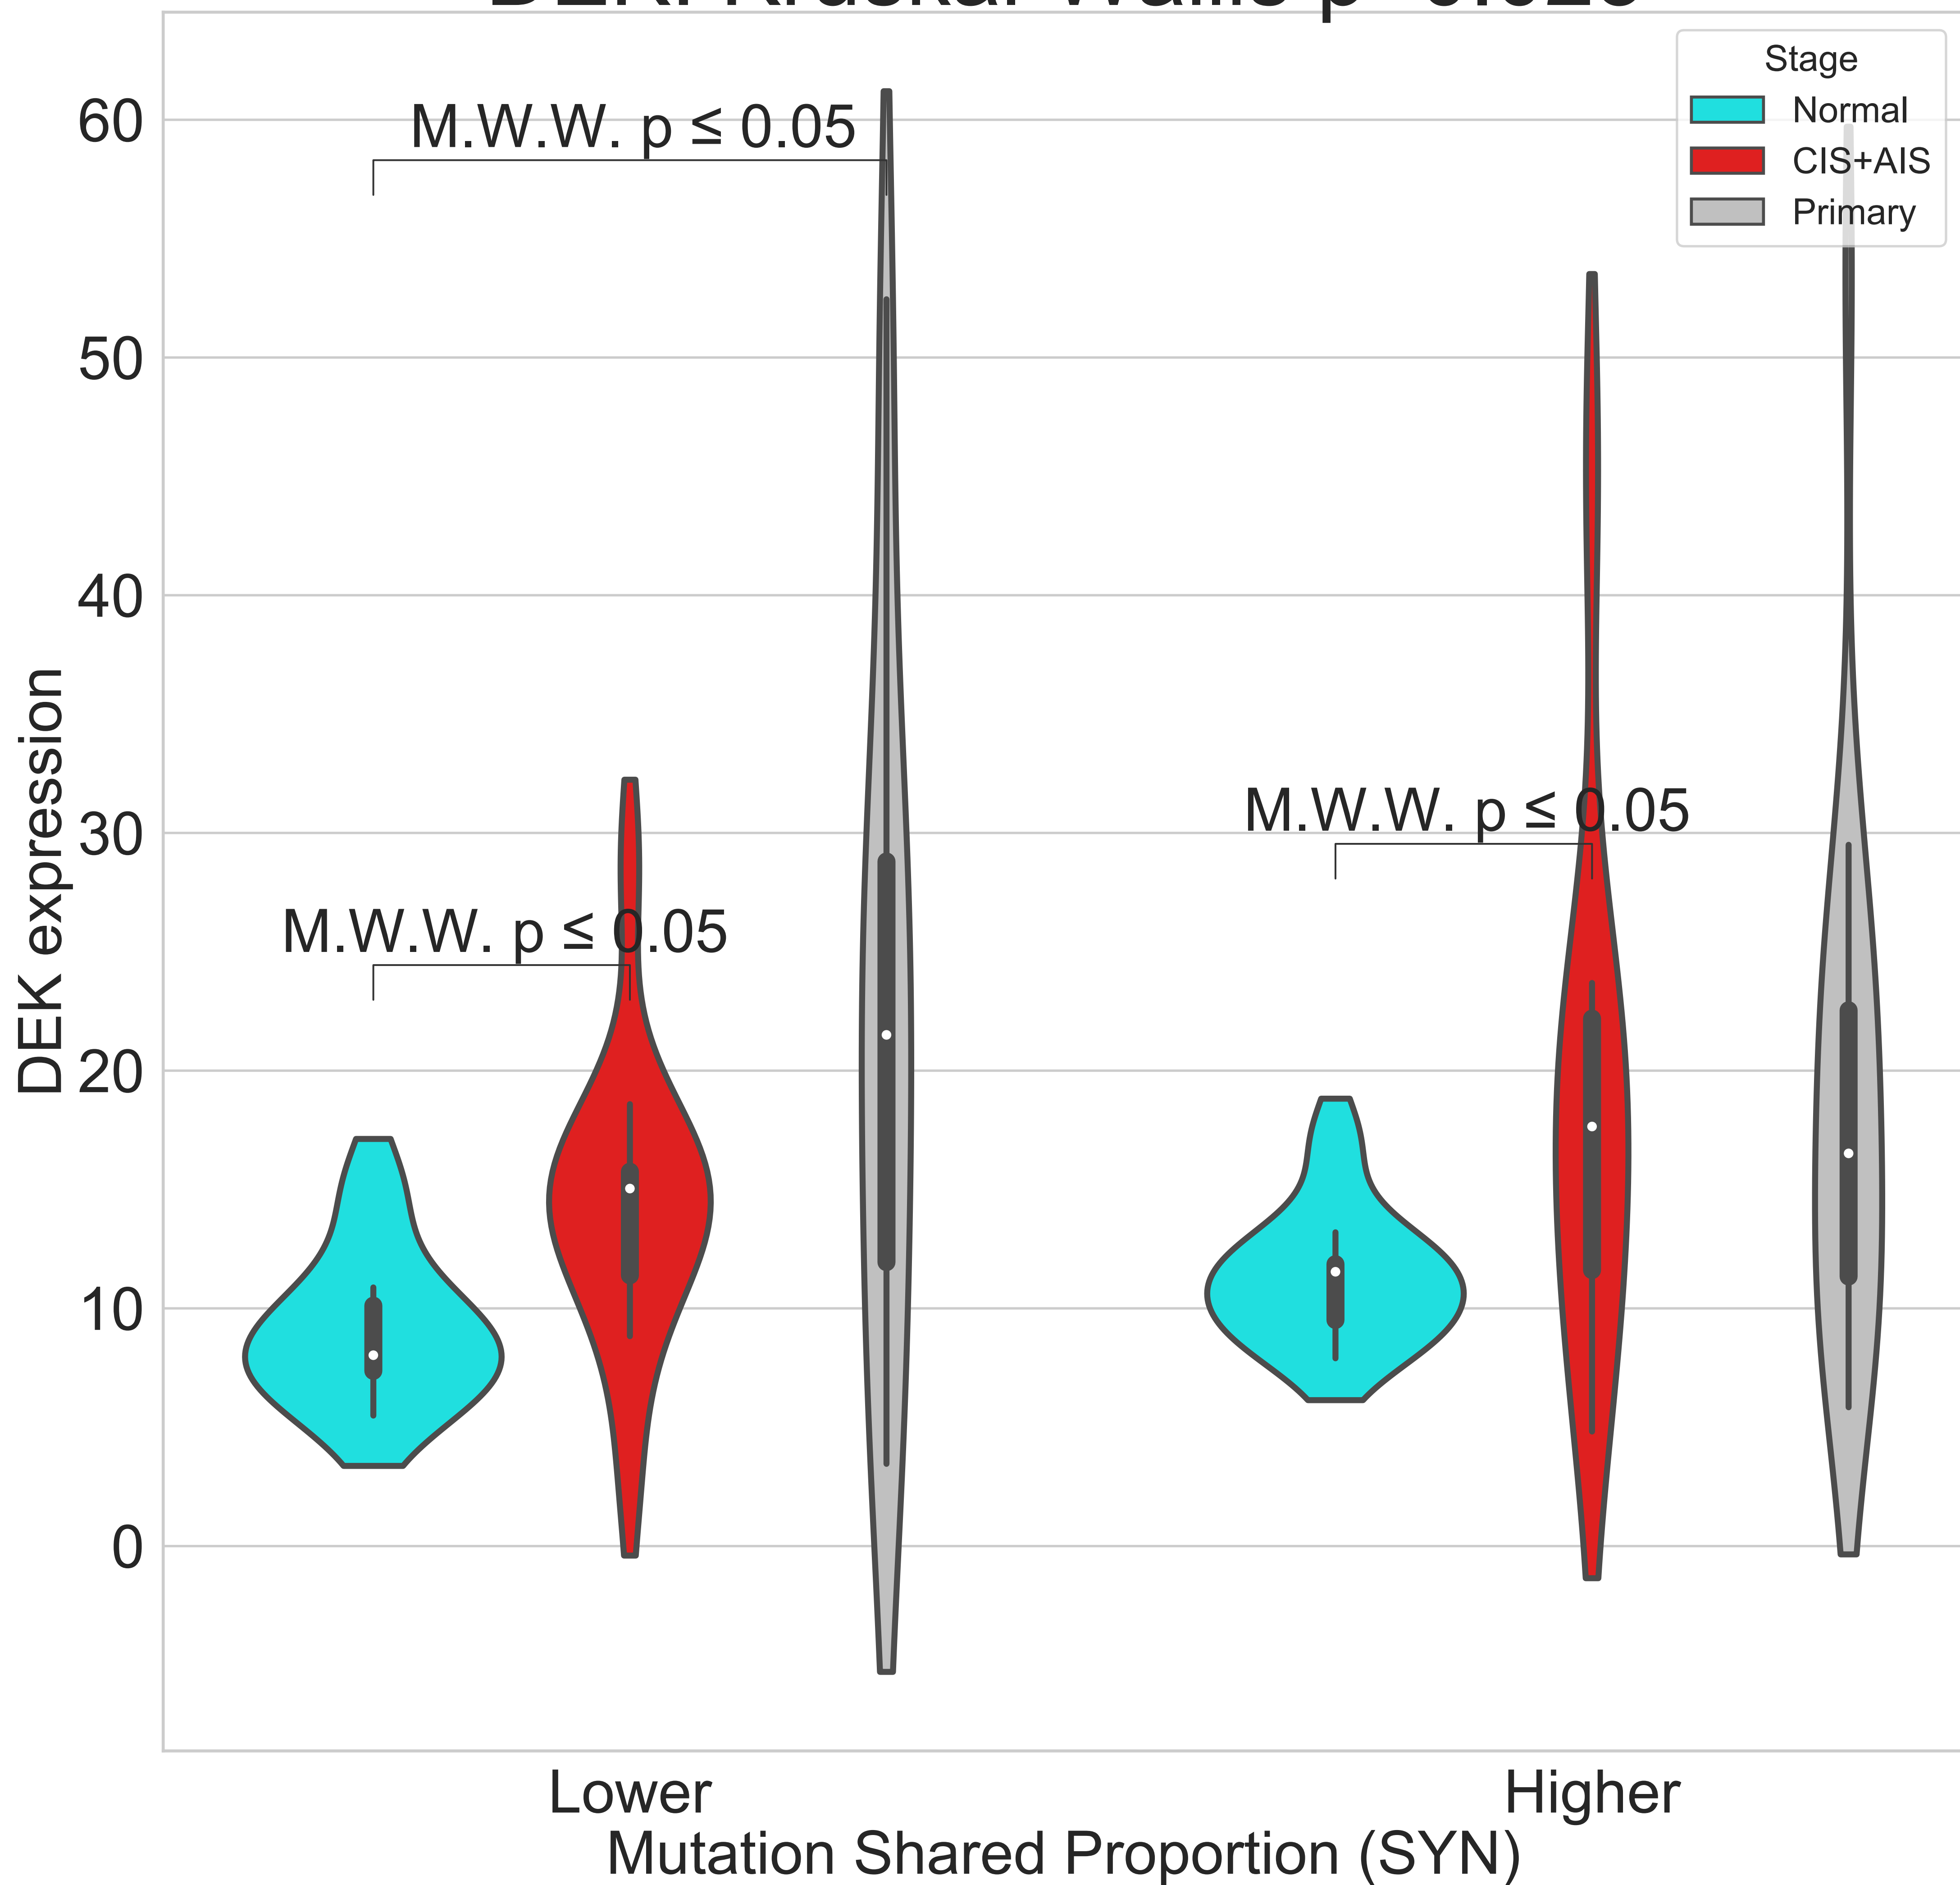 Stage
Normal
CIS+AIS
Primary
60
50
40
30
20
10
0
DEK expression
M.W.W. p ≤ 0.05
M.W.W. p ≤ 0.05
M.W.W. p ≤ 0.05
Lower
Higher
Mutation Shared Proportion (SYN)